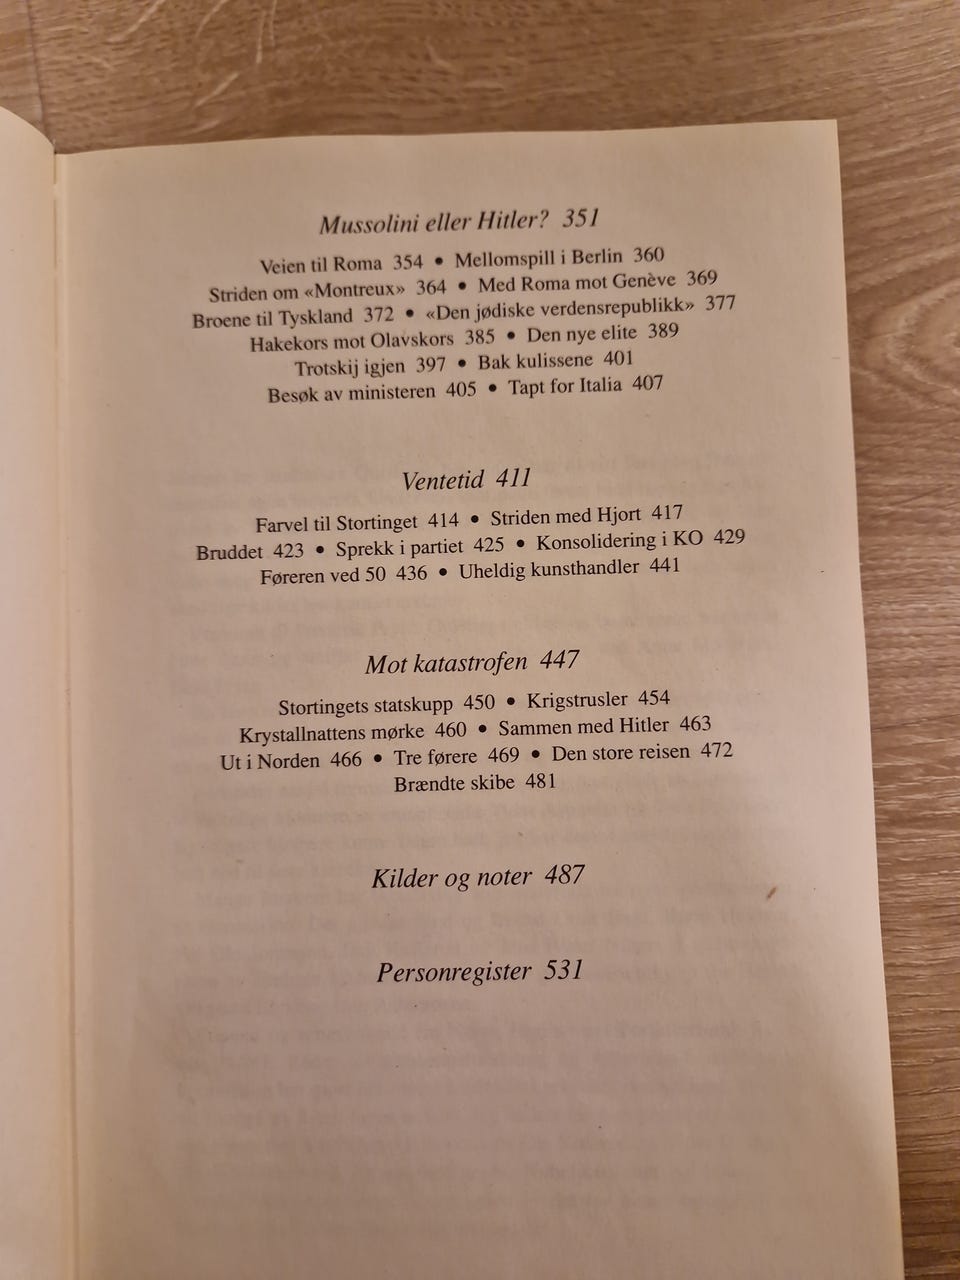 Mussolini eller Hitler? 351
Veien til Roma 354 • Mellomspill i Berlin 360
Striden om «Montreux» 364 • Med Roma mot Genève 369
Broene til Tyskland 372 • «Den jødiske verdensrepublikk» 377
Hakekors mot Olavskors 385 • Den nye elite 389
Trotskij igjen 397 • Bak kulissene 401
Besøk av ministeren 405 • Tapt for Italia 407
Ventetid 411
Farvel til Stortinget 414 • Striden med Hjort 417
Bruddet 423 • Sprekk i partiet 425 • Konsolidering i KO 429
Føreren ved 50 436 • Uheldig kunsthandler 441
Mot katastrofen 447
Stortingets statskupp 450 • Krigstrusler 454
Krystallnattens mørke 460 • Sammen med Hitler 463
Ut i Norden 466 • Tre førere 469 • Den store reisen 472
Brændte skibe 481
Kilder og noter 487
Personregister 531